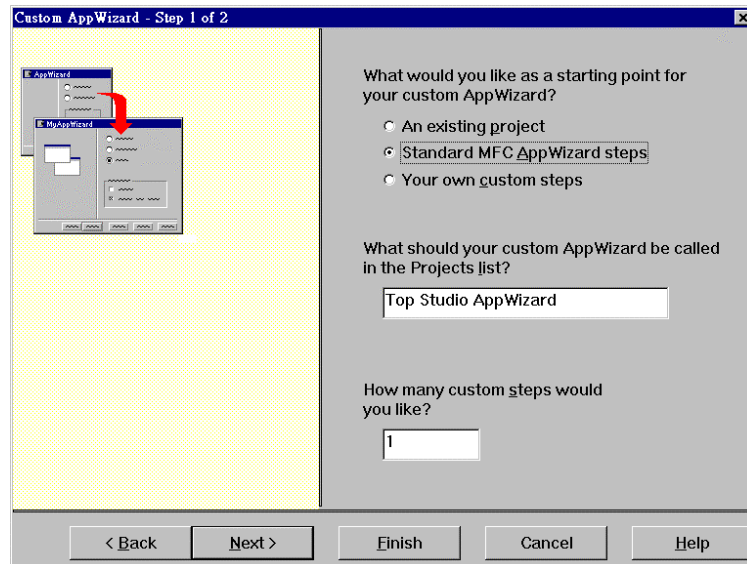 Custom AppWizard - Step 1 of 2
AppWizard
MyAppWizard
What would you like as a starting point for
your custom AppWizard?
An existing project
Standard MFC AppWizard steps
Your own custom steps
What should your custom AppWizard be called
in the Projects list?
Top Studio AppWizard
How many custom steps would
you like?
1
< Back Next > Finish Cancel Help